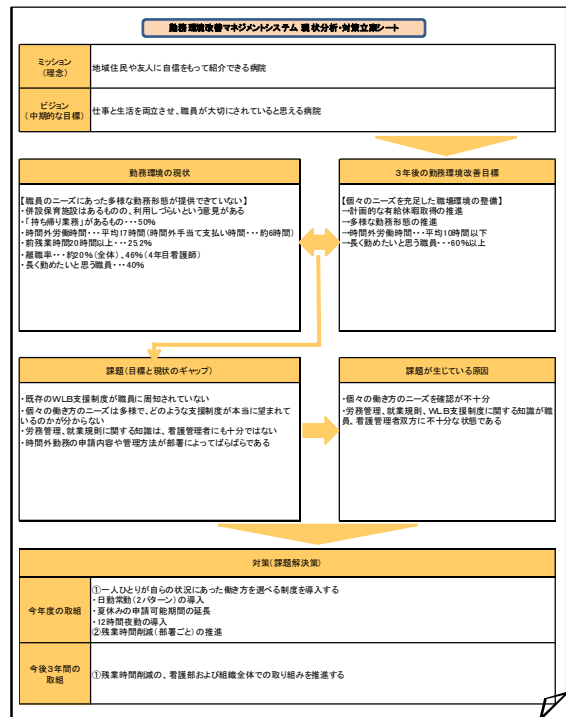 勤務環境改善マネジメントシステム 現状分析・対策立案シート
ミッション
(理念)
地域住民や友人に自信をもって紹介できる病院
ビジョン
(中期的な目標)
仕事と生活を両立させ、職員が大切にされていると思える病院
勤務環境の現状
【職員のニーズにあった多様な勤務形態が提供できていない】
・併設保育施設はあるものの、利用しづらいという意見がある
・「持ち帰り業務」があるもの・・・50%
・時間外労働時間・・・平均17時間(時間外手当て支払い時間・・・約6時間)
・前残業時間20時間以上・・・25.2%
・離職率・・・約20%(全体)、46%(4年目看護師)
・長く勤めたいと思う職員・・・40%
3年後の勤務環境改善目標
【個々のニーズを充足した職場環境の整備】
→計画的な有給休暇取得の推進
→多様な勤務形態の推進
→時間外労働時間・・・平均10時間以下
→長く勤めたいと思う職員・・・60%以上
課題(目標と現状のギャップ)
・既存のWLB支援制度が職員に周知されていない
・個々の働き方のニーズは多様で、どのような支援制度が本当に望まれて
いるのかが分からない
・労務管理、就業規則に関する知識は、看護管理者にも十分ではない
・時間外勤務の申請内容や管理方法が部署によってばらばらである
課題が生じている原因
・個々の働き方のニーズを確認が不十分
・労務管理、就業規則、WLB支援制度に関する知識が職
員、看護管理者双方に不十分な状態である
対策(課題解決策)
今年度の取組
①一人ひとりが自らの状況にあった働き方を選べる制度を導入する
・日勤常勤(2パターン)の導入
・夏休みの申請可能期間の延長
・12時間夜勤の導入
②残業時間削減(部署ごと)の推進
今後3年間の
取組
①残業時間削減の、看護部および組織全体での取り組みを推進する